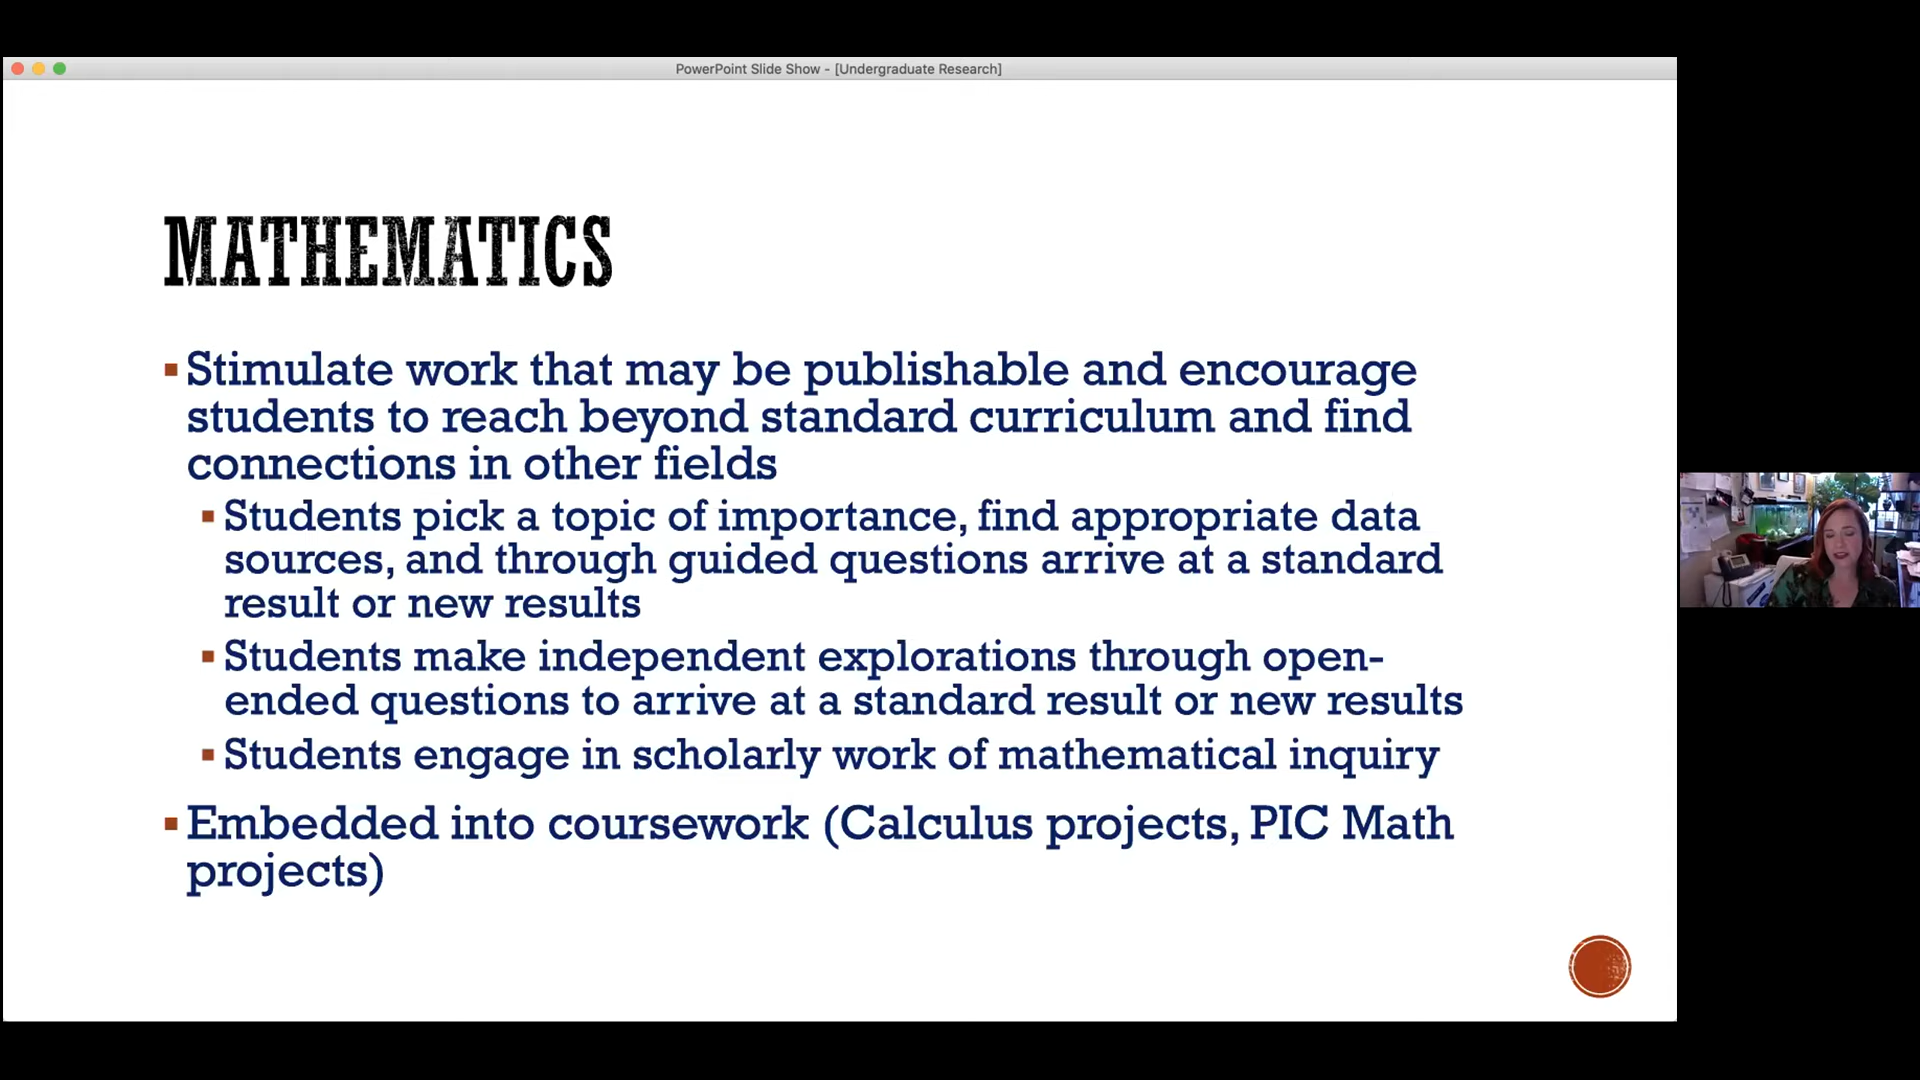 PowerPoint Slide Show - [Undergraduate Research]
MATHEMATICS
▪Stimulate work that may be publishable and encourage
students to reach beyond standard curriculum and find
connections in other fields
▪Students pick a topic of importance, find appropriate data
sources, and through guided questions arrive at a standard
result or new results
▪Students make independent explorations through open-
ended questions to arrive at a standard result or new results
▪Students engage in scholarly work of mathematical inquiry
▪Embedded into coursework (Calculus projects, PIC Math
projects)